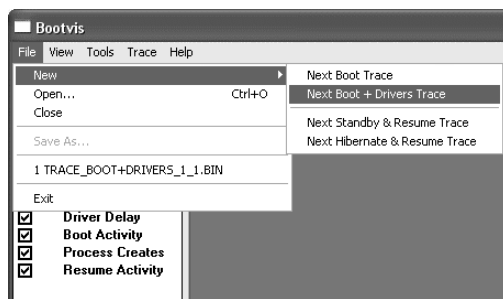 Bootvis
File View Tools Trace Help
New
Open... Ctrl+O
Close
Save As...
1 TRACE_BOOT+DRIVERS_1_1.BIN
Exit
Next Boot Trace
Next Boot + Drivers Trace
Next Standby & Resume Trace
Next Hibernate & Resume Trace
Driver Delay
Boot Activity
Process Creates
Resume Activity